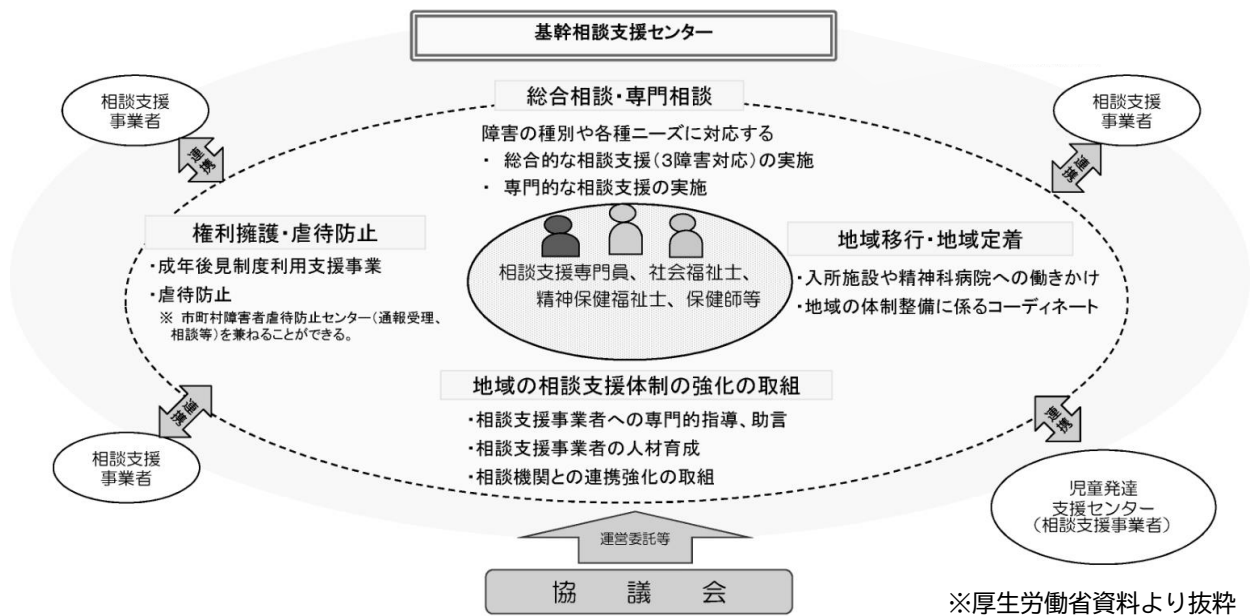 基幹相談支援センター
相談支援
事業者
連携
総合相談・専門相談
障害の種別や各種ニーズに対応する
・ 総合的な相談支援(3障害対応)の実施
・ 専門的な相談支援の実施
相談支援
事業者
連携
権利擁護・虐待防止
・成年後見制度利用支援事業
・虐待防止
※ 市町村障害者虐待防止センター(通報受理、
相談等)を兼ねることができる。
相談支援専門員、社会福祉士、
精神保健福祉士、保健師等
地域移行・地域定着
・入所施設や精神科病院への働きかけ
・地域の体制整備に係るコーディネート
地域の相談支援体制の強化の取組
・相談支援事業者への専門的指導、助言
・相談支援事業者の人材育成
・相談機関との連携強化の取組
連携
相談支援
事業者
連携
児童発達
支援センター
(相談支援事業者)
運営委託等
協 議 会
※厚生労働省資料より抜粋